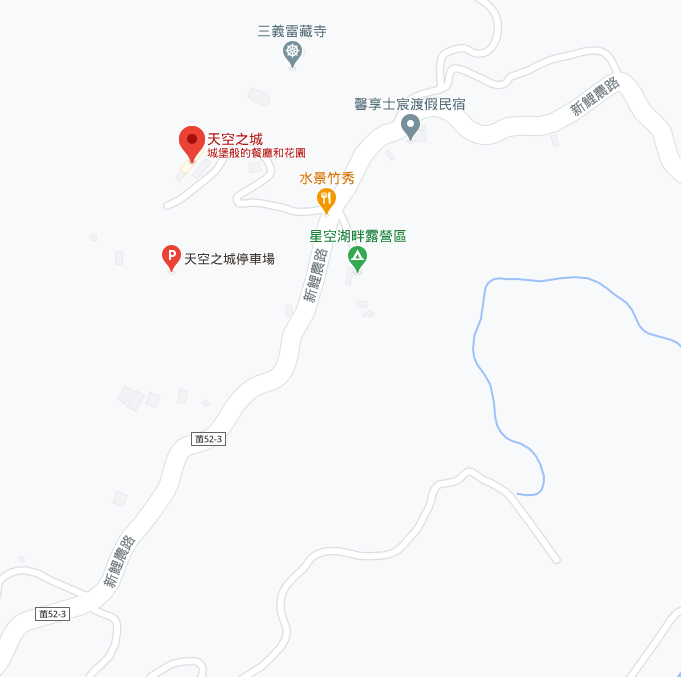 三義雷藏寺
新鯉農路
馨享士宸渡假民宿
天空之城
城堡般的餐廳和花園
水景竹秀
星空湖畔露營區
P
天空之城停車場
新鯉農路
苗52-3
新鯉農路
苗52-3